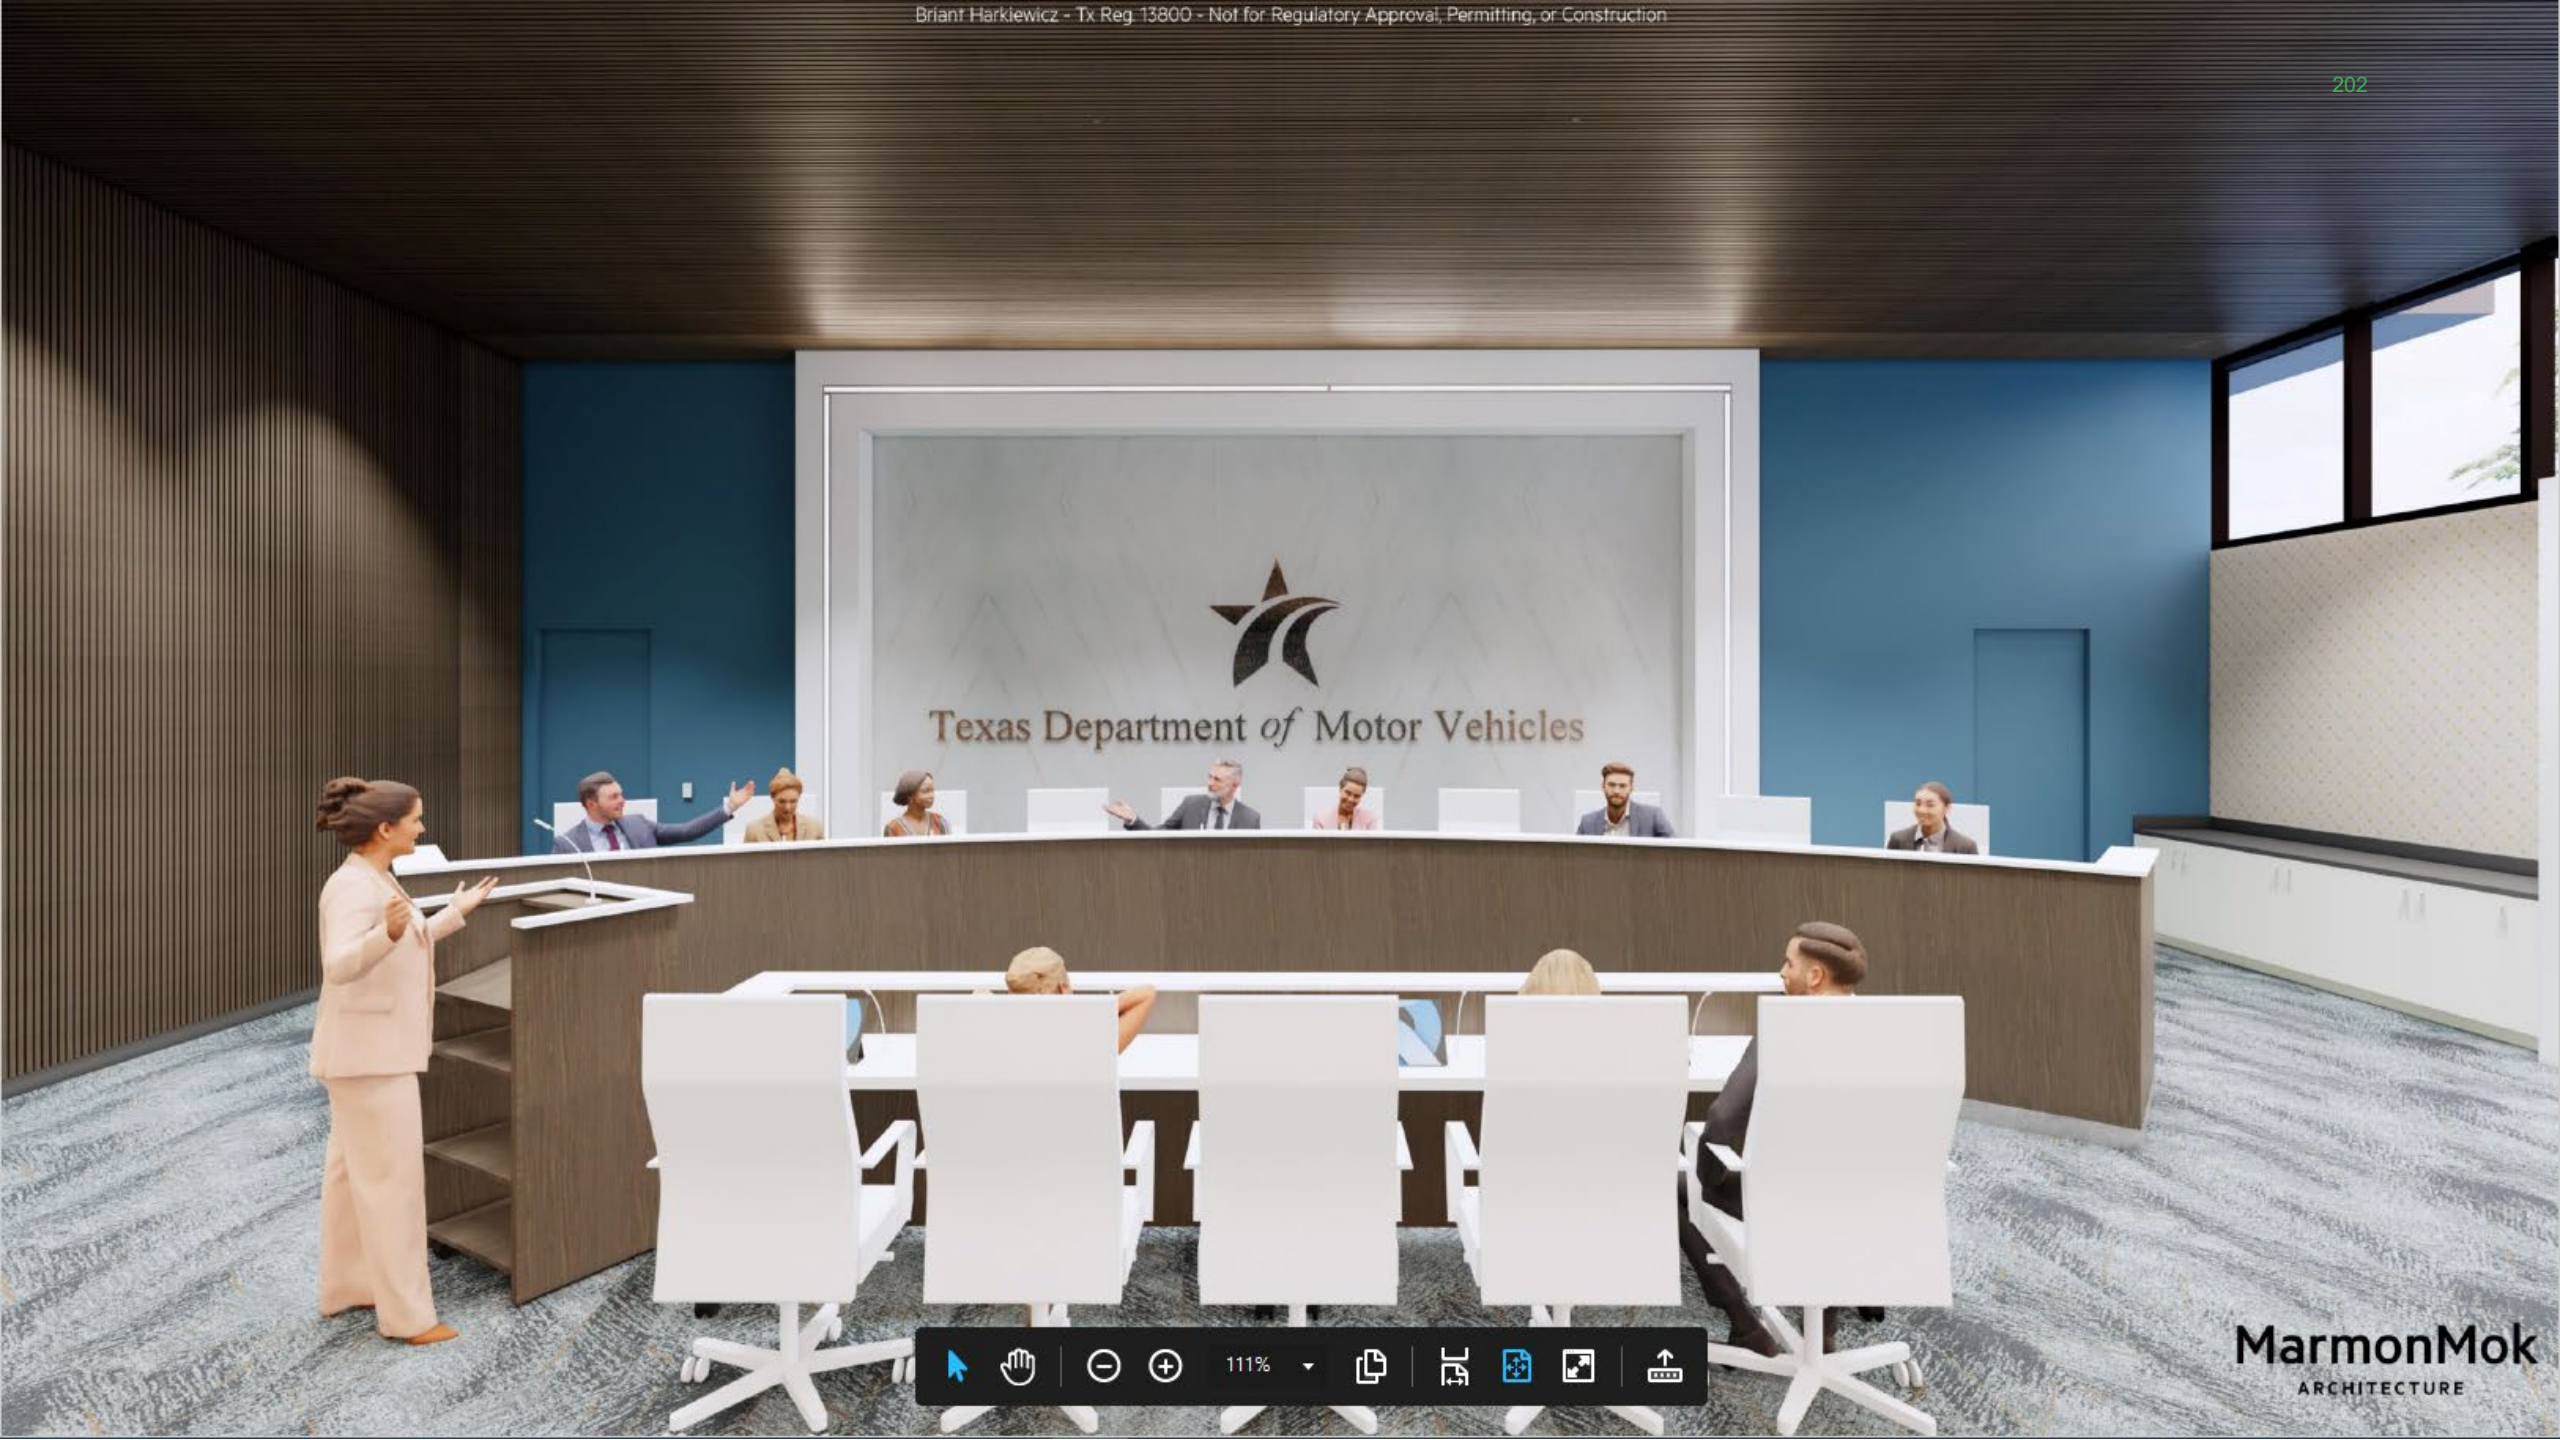 Briant Harkiewicz - Tx Reg 13800 - Not for Regulatory Approval, Permitting, or Construction
202
Texas Department of Motor Vehicles
111%
MarmonMok
ARCHITECTURE